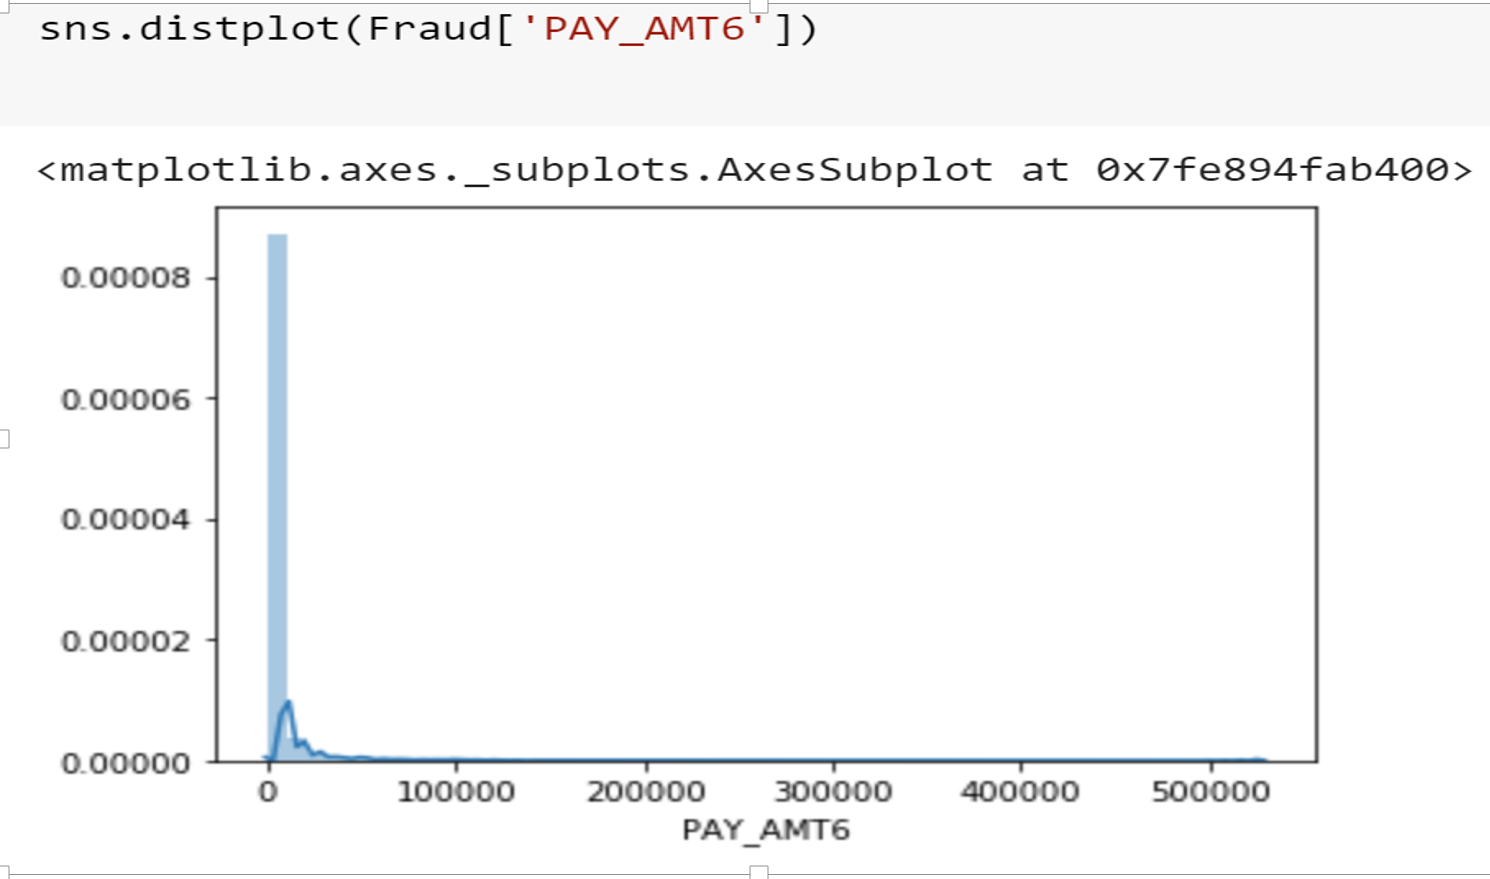 sns.distplot(Fraud['PAY_AMT6'])
<matplotlib.axes._subplots.AxesSubplot at 0x7fe894fab400>
0.00008
0.00006
0.00004
0.00002
0.00000
0 100000 200000 300000 400000 500000
PAY_AMT6